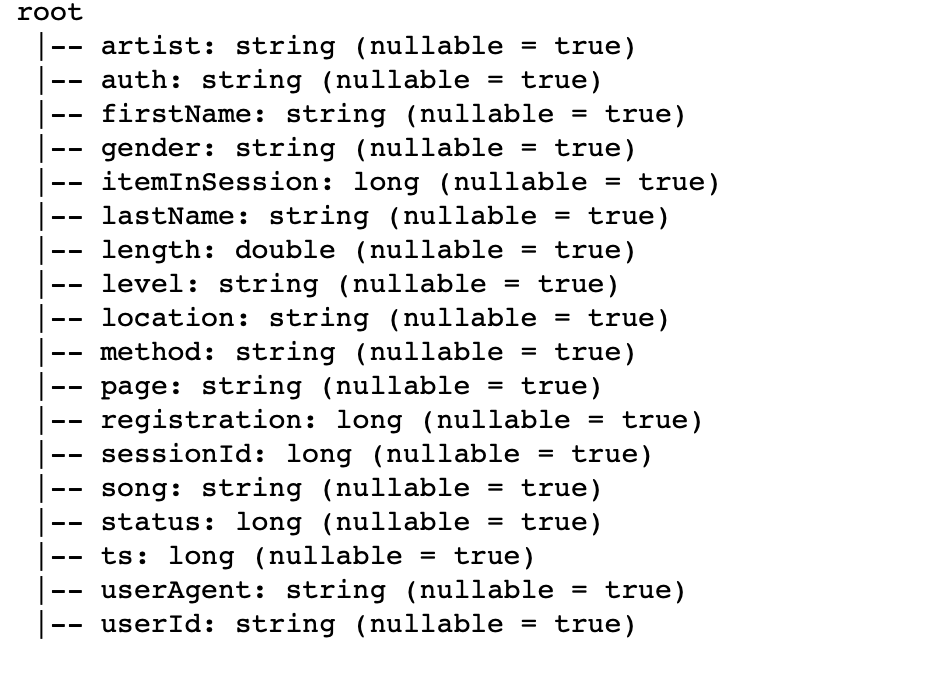 root
 |-- artist: string (nullable = true)
 |-- auth: string (nullable = true)
 |-- firstName: string (nullable = true)
 |-- gender: string (nullable = true)
 |-- itemInSession: long (nullable = true)
 |-- lastName: string (nullable = true)
 |-- length: double (nullable = true)
 |-- level: string (nullable = true)
 |-- location: string (nullable = true)
 |-- method: string (nullable = true)
 |-- page: string (nullable = true)
 |-- registration: long (nullable = true)
 |-- sessionId: long (nullable = true)
 |-- song: string (nullable = true)
 |-- status: long (nullable = true)
 |-- ts: long (nullable = true)
 |-- userAgent: string (nullable = true)
 |-- userId: string (nullable = true)